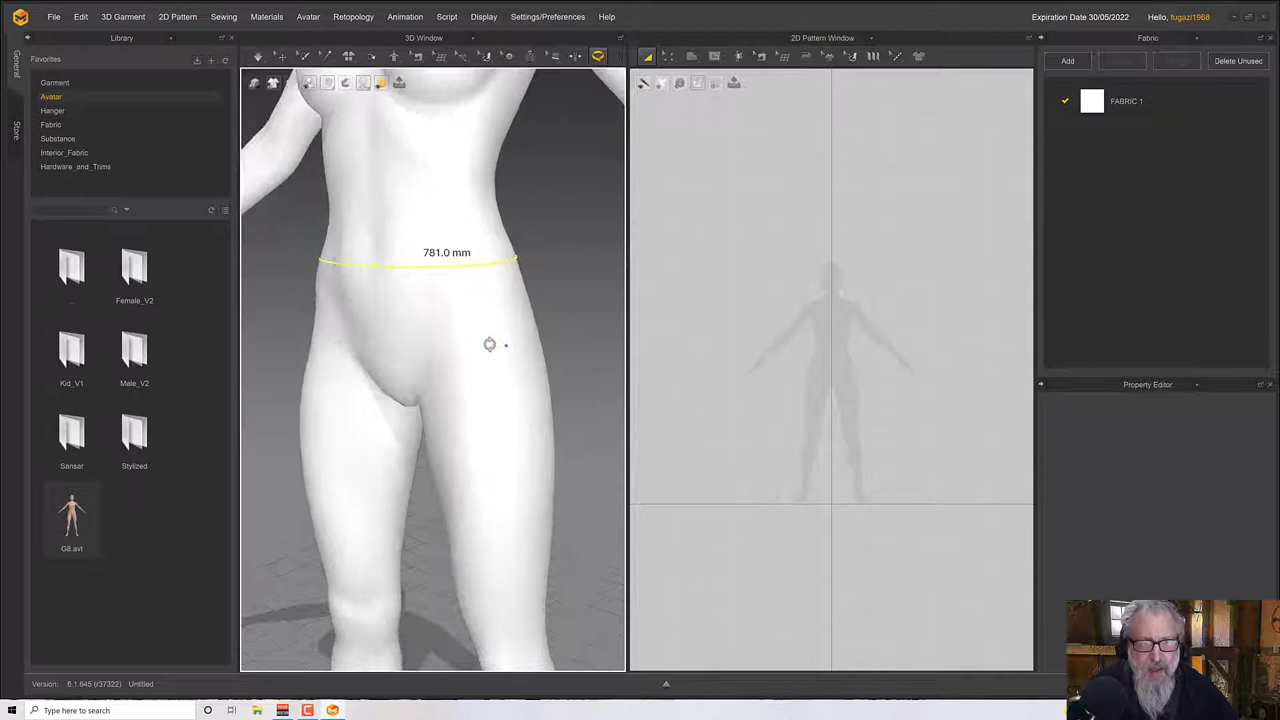 File Edit 3D Garment 2D Pattern Sewing Materials Avatar Retopology Animation Script Display Settings/Preferences Help Expiration Date 30/05/2022 Hello, fugazi1968
Library 3D Window 2D Pattern Window Fabric
General
Store
Favorites
Garment
Avatar
Hanger
Fabric
Substance
Interior_Fabric
Hardware_and_Trims
..
Female_V2
Kid_V1 Male_V2
Sansar Stylized
G8.avt
781.0 mm
Add Delete Unused
FABRIC 1
Property Editor
Version: 6.1.645 (r37322) Untitled
Type here to search